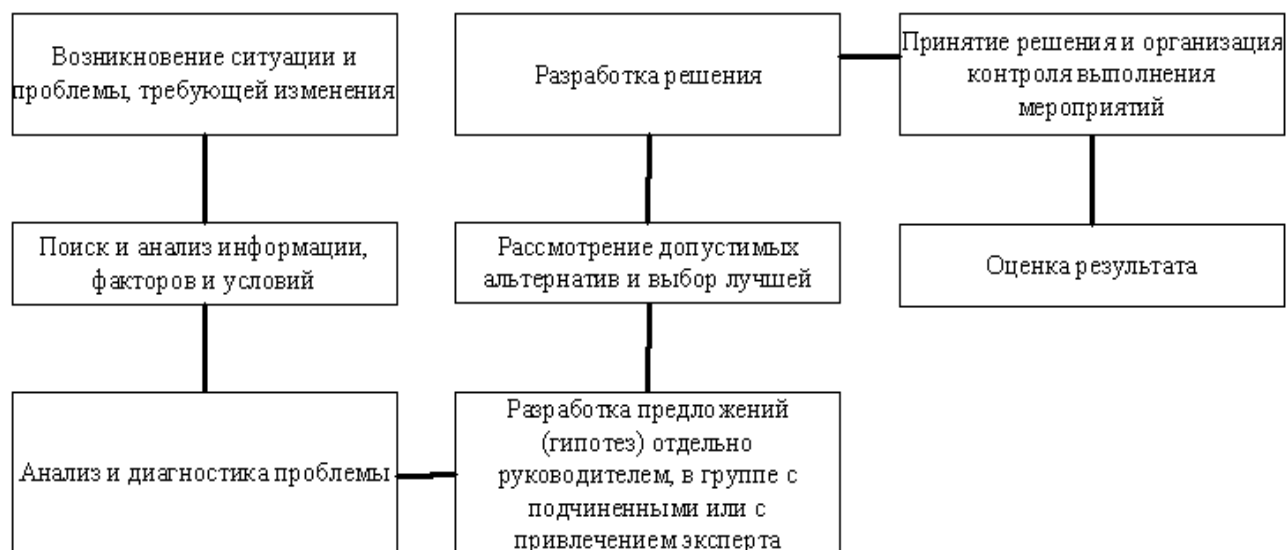 Возникновение ситуации и
проблемы, требующей изменения
Поиск и анализ информации,
факторов и условий
Анализ и диагностика проблемы
Разработка предложений
(гипотез) отдельно
руководителем, в группе с
подчиненными или с
привлечением эксперта
Рассмотрение допустимых
альтернатив и выбор лучшей
Разработка решения
Принятие решения и организация
контроля выполнения
мероприятий
Оценка результата